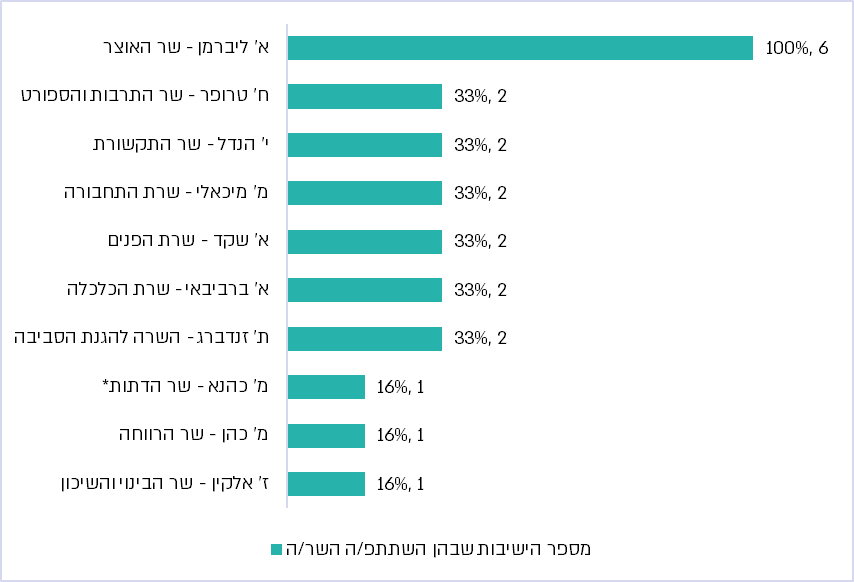 א' ליברמן - שר האוצר 100%, 6
ח' טרופר - שר התרבות והספורט 33%, 2
י' הנדל - שר התקשורת 33%, 2
מ' מיכאלי - שרת התחבורה 33%, 2
א' שקד - שרת הפנים 33%, 2
א' ברביבאי - שרת הכלכלה 33%, 2
ת' זנדברג - השרה להגנת הסביבה 33%, 2
מ' כהנא - שר הדתות* 16%, 1
מ' כהן - שר הרווחה 16%, 1
ז' אלקין - שר הבינוי והשיכון 16%, 1
מספר הישיבות שבהן השתתפ/ה השר/ה